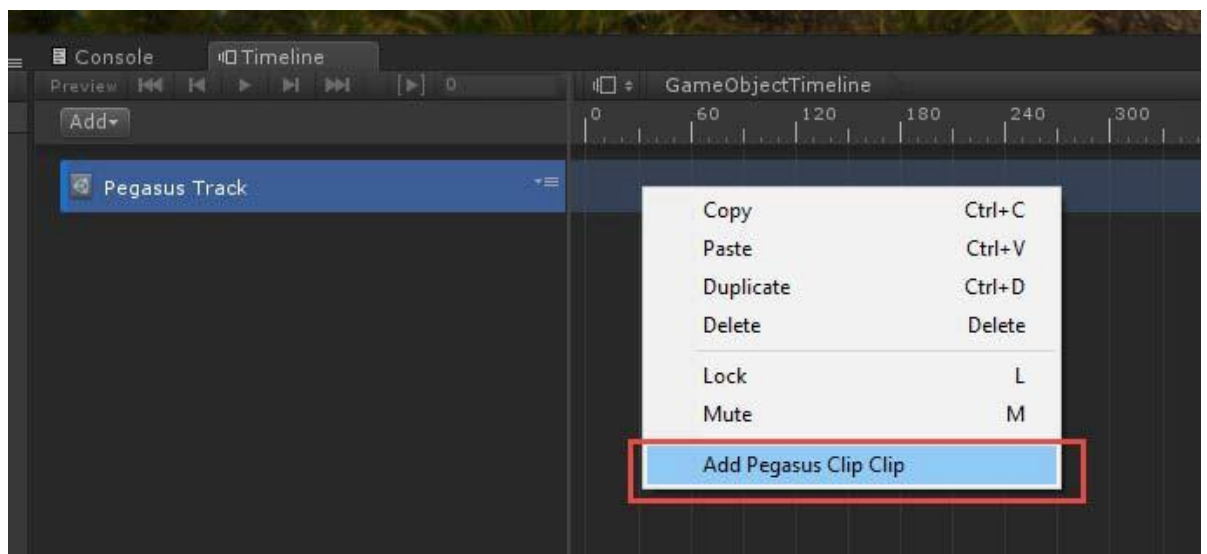 Console Timeline
Preview 0 GameObjectTimeline
Add 0 60 120 180 240 300
Pegasus Track
Copy Ctrl+C
Paste Ctrl+V
Duplicate Ctrl+D
Delete Delete
Lock L
Mute M
Add Pegasus Clip Clip